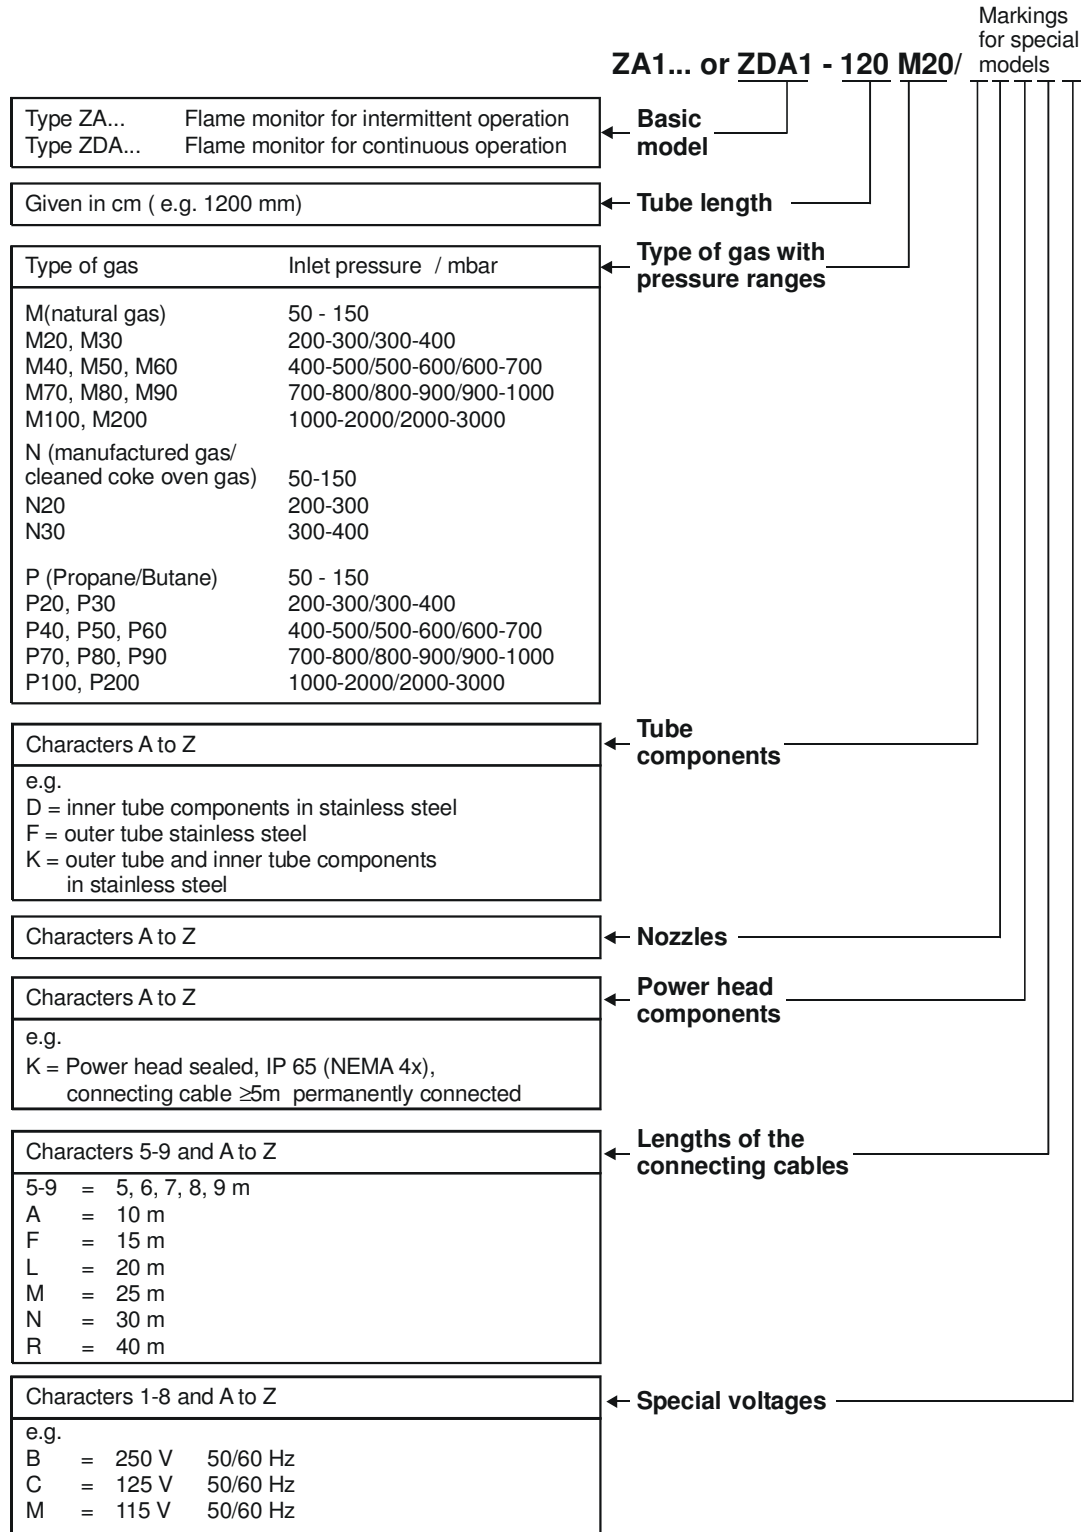 Markings
for special
models
ZA1... or ZDA1 - 120 M20/
Type ZA... Flame monitor for intermittent operation
Type ZDA... Flame monitor for continuous operation
Basic
model
Given in cm ( e.g. 1200 mm)
Tube length
Type of gas Inlet pressure / mbar
Type of gas with
pressure ranges
M(natural gas) 50 - 150
M20, M30 200-300/300-400
M40, M50, M60 400-500/500-600/600-700
M70, M80, M90 700-800/800-900/900-1000
M100, M200 1000-2000/2000-3000
N (manufactured gas/
cleaned coke oven gas) 50-150
N20 200-300
N30 300-400
P (Propane/Butane) 50 - 150
P20, P30 200-300/300-400
P40, P50, P60 400-500/500-600/600-700
P70, P80, P90 700-800/800-900/900-1000
P100, P200 1000-2000/2000-3000
Characters A to Z
Tube
components
e.g.
D = inner tube components in stainless steel
F = outer tube stainless steel
K = outer tube and inner tube components
in stainless steel
Characters A to Z
Nozzles
Characters A to Z
Power head
components
e.g.
K = Power head sealed, IP 65 (NEMA 4x),
connecting cable ≥5m permanently connected
Characters 5-9 and A to Z
Lengths of the
connecting cables
5-9 = 5, 6, 7, 8, 9 m
A = 10 m
F = 15 m
L = 20 m
M = 25 m
N = 30 m
R = 40 m
Characters 1-8 and A to Z
Special voltages
e.g.
B = 250 V 50/60 Hz
C = 125 V 50/60 Hz
M = 115 V 50/60 Hz